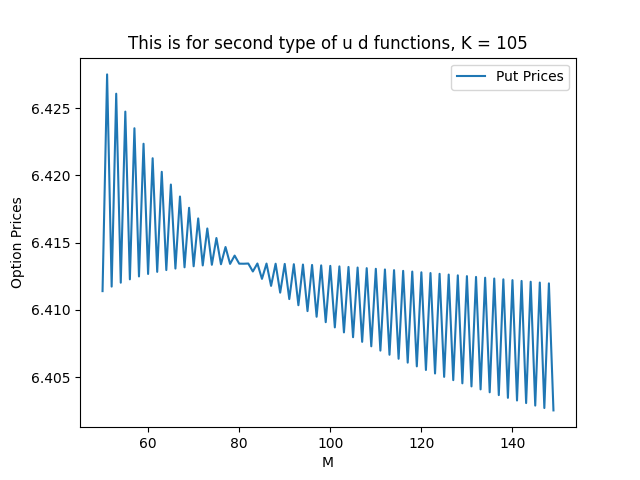 This is for second type of u d functions, K = 105
Put Prices
Option Prices
6.425
6.420
6.415
6.410
6.405
60 80 100 120 140
M